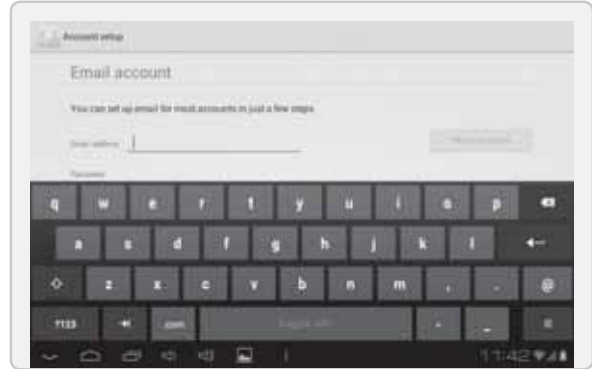 Account setup
Email account
You can set up email for most accounts in just a few steps.
Email address
Password
q w e r t y u i o p
a s d f g h j k l
z x c v b n m , . @
?123 .com - _
11:42